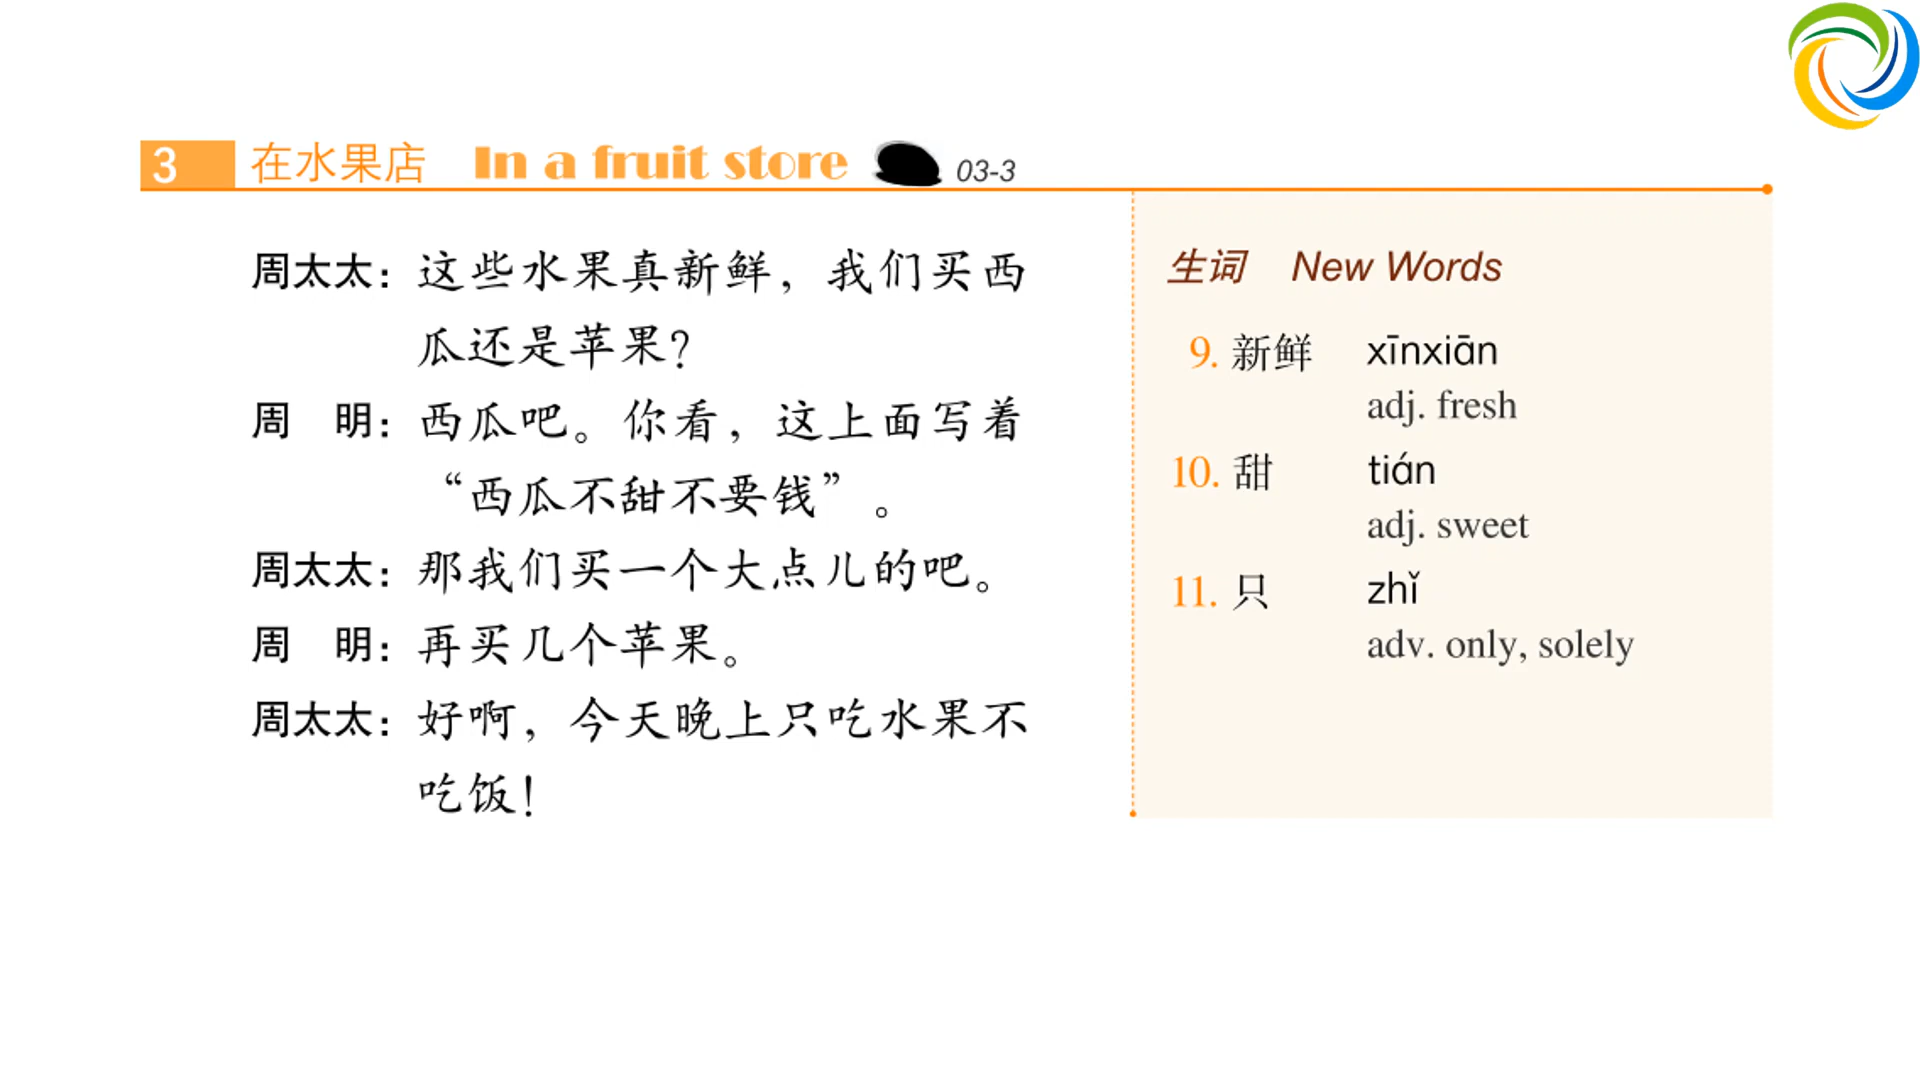 3 在水果店 In a fruit store 03-3
周太太：这些水果真新鲜，我们买西
瓜还是苹果？
周 明：西瓜吧。你看，这上面写着
“西瓜不甜不要钱”。
周太太：那我们买一个大点儿的吧。
周 明：再买几个苹果。
周太太：好啊，今天晚上只吃水果不
吃饭！
生词 New Words
9. 新鲜 xīnxiān
adj. fresh
10. 甜 tián
adj. sweet
11. 只 zhǐ
adv. only, solely